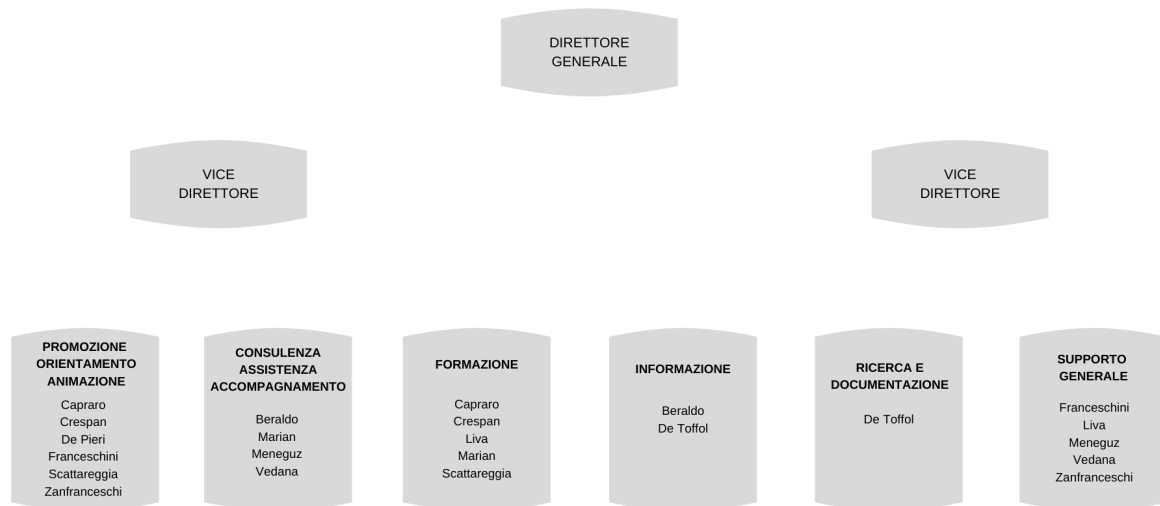 DIRETTORE
GENERALE
VICE
DIRETTORE
VICE
DIRETTORE
PROMOZIONE
ORIENTAMENTO
ANIMAZIONE
Capraro
Crespan
De Pieri
Franceschini
Scattareggia
Zanfranceschi
CONSULENZA
ASSISTENZA
ACCOMPAGNAMENTO
Beraldo
Marian
Meneguz
Vedana
FORMAZIONE
Capraro
Crespan
Liva
Marian
Scattareggia
INFORMAZIONE
Beraldo
De Toffol
RICERCA E
DOCUMENTAZIONE
De Toffol
SUPPORTO
GENERALE
Franceschini
Liva
Meneguz
Vedana
Zanfranceschi